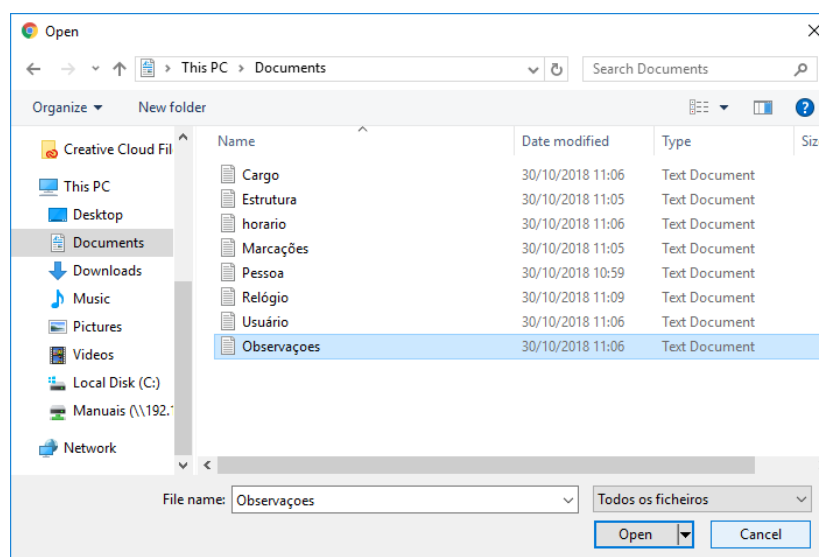 Open
This PC > Documents
Search Documents
Organize
New folder
Name
Date modified
Type
Siz
Creative Cloud Fil
This PC
Desktop
Documents
Downloads
Music
Pictures
Videos
Local Disk (C:)
Manuais (\\192.1
Network
Cargo 30/10/2018 11:06 Text Document
Estrutura 30/10/2018 11:05 Text Document
horario 30/10/2018 11:06 Text Document
Marcações 30/10/2018 11:05 Text Document
Pessoa 30/10/2018 10:59 Text Document
Relógio 30/10/2018 11:09 Text Document
Usuário 30/10/2018 11:06 Text Document
Observaçoes 30/10/2018 11:06 Text Document
File name: Observaçoes
Todos os ficheiros
Open
Cancel